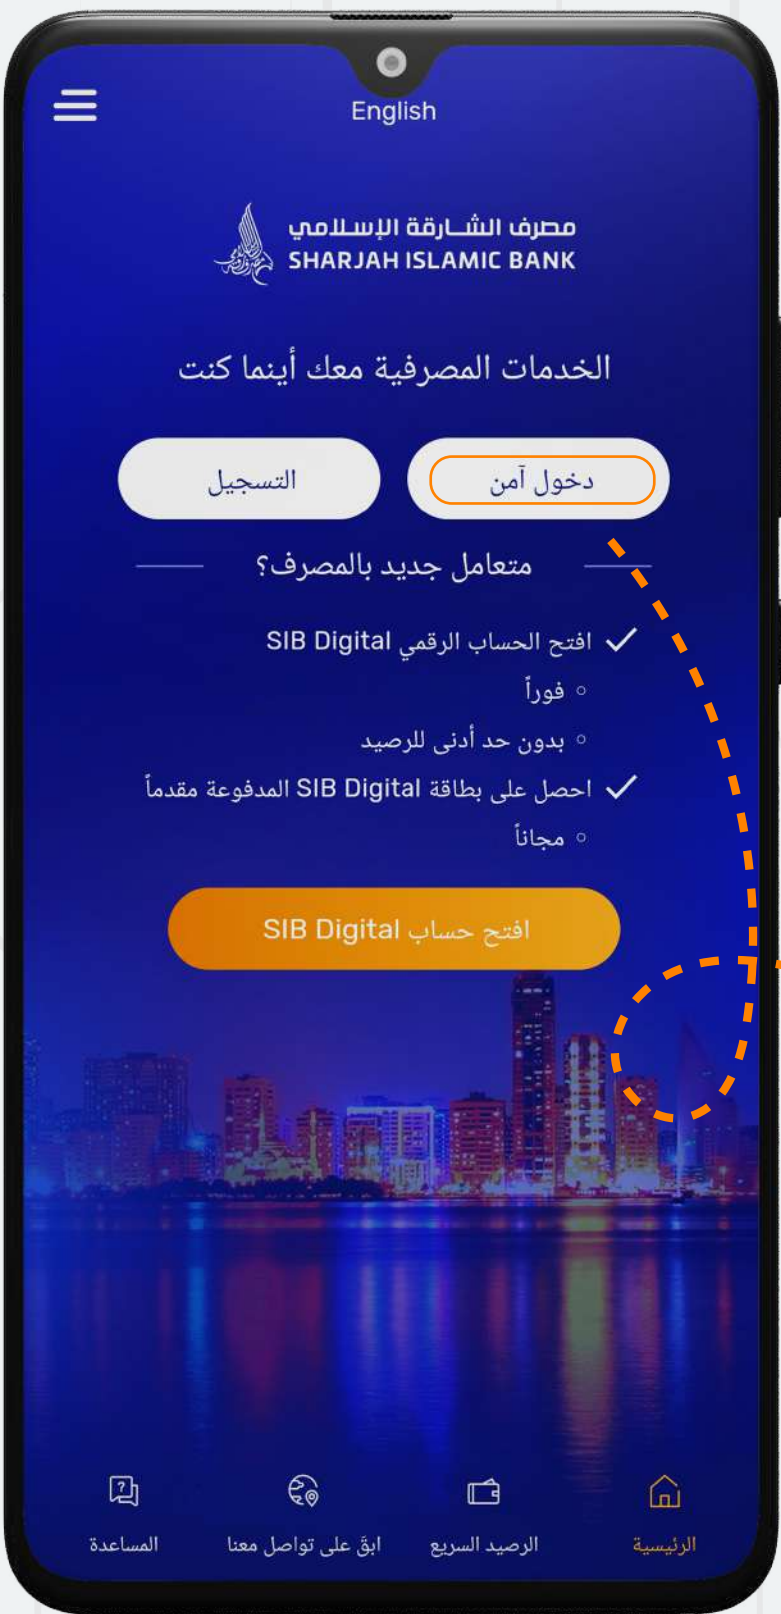 English
مصرف الشـارقة الإسـلامي
SHARJAH ISLAMIC BANK
الخدمات المصرفية معك أينما كنت
دخول آمن
التسجيل
متعامل جديد بالمصرف؟
افتح الحساب الرقمي SIB Digital
فوراً
بدون حد أدنى للرصيد
احصل على بطاقة SIB Digital المدفوعة مقدماً
مجاناً
افتح حساب SIB Digital
الرئيسية
الرصيد السريع
ابقَ على تواصل معنا
المساعدة